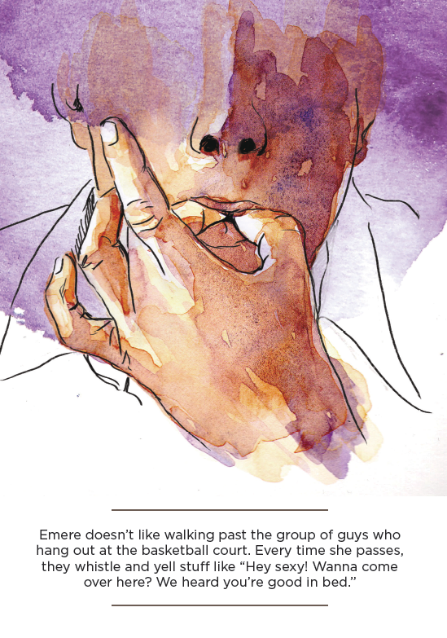 Emere doesn’t like walking past the group of guys who
hang out at the basketball court. Every time she passes,
they whistle and yell stuff like “Hey sexy! Wanna come
over here? We heard you’re good in bed.”